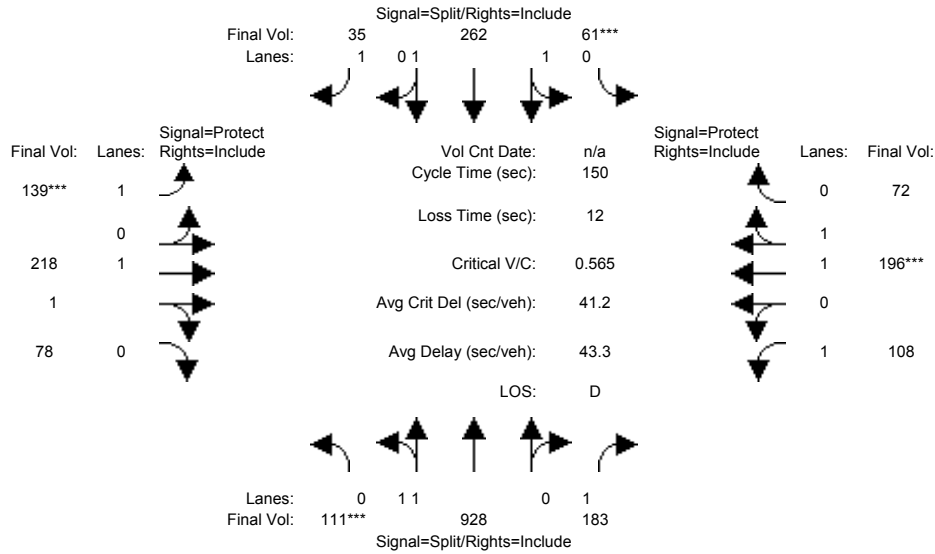 Signal=Split/Rights=Include
Final Vol: 35 262 61***
Lanes: 1 0 1 1 0
Signal=Protect Signal=Protect
Final Vol: Lanes: Rights=Include Vol Cnt Date: n/a Rights=Include Lanes: Final Vol:
Cycle Time (sec): 150
139*** 1 0 72
Loss Time (sec): 12
0 1
218 1 Critical V/C: 0.565 1 196***
1 Avg Crit Del (sec/veh): 41.2 0
78 0 Avg Delay (sec/veh): 43.3 1 108
LOS: D
Lanes: 0 1 1 0 1
Final Vol: 111*** 928 183
Signal=Split/Rights=Include